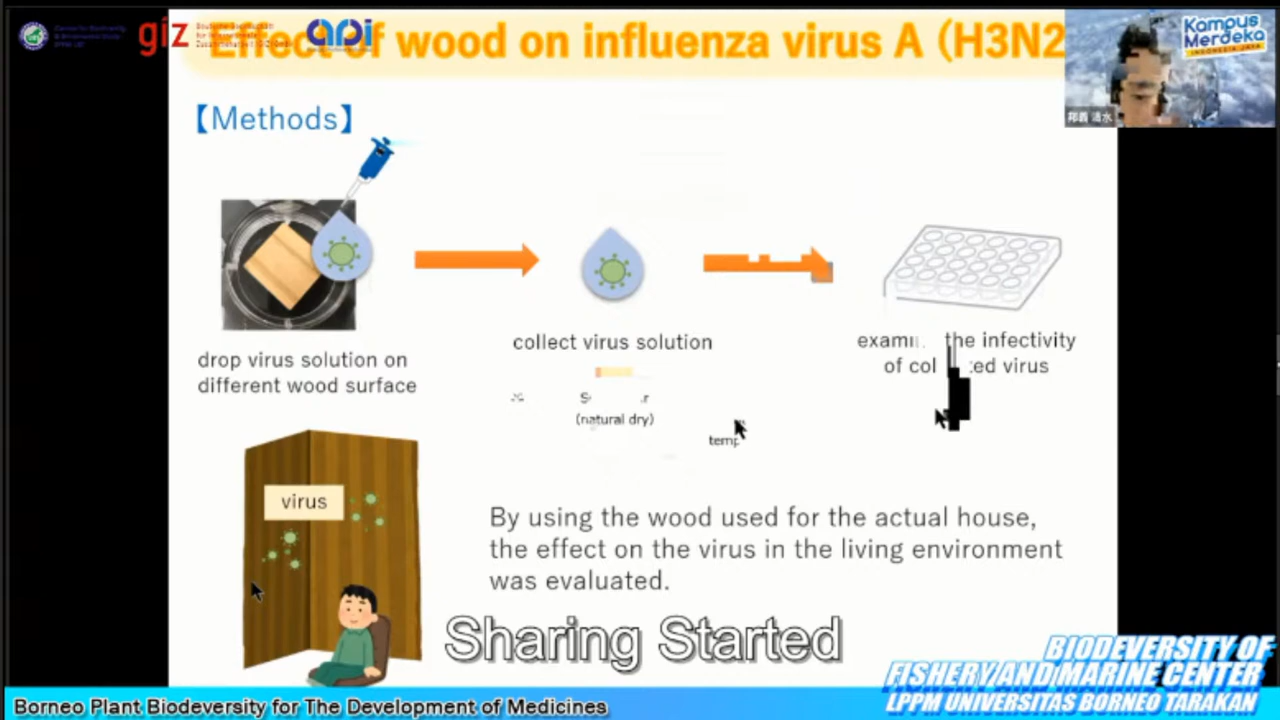 giz
api
Effect of wood on influenza virus A (H3N2
Kampus
Merdeka
INDONESIA JAYA
【Methods】
drop virus solution on
different wood surface
collect virus solution
(natural dry)
the infectivity
of virus
virus
By using the wood used for the actual house,
the effect on the virus in the living environment
was evaluated.
Sharing Started
BIODEVERSITY OF
FISHERY AND MARINE CENTER
LPPM UNIVERSITAS BORNEO TARAKAN
Borneo Plant Biodeversity for The Development of Medicines